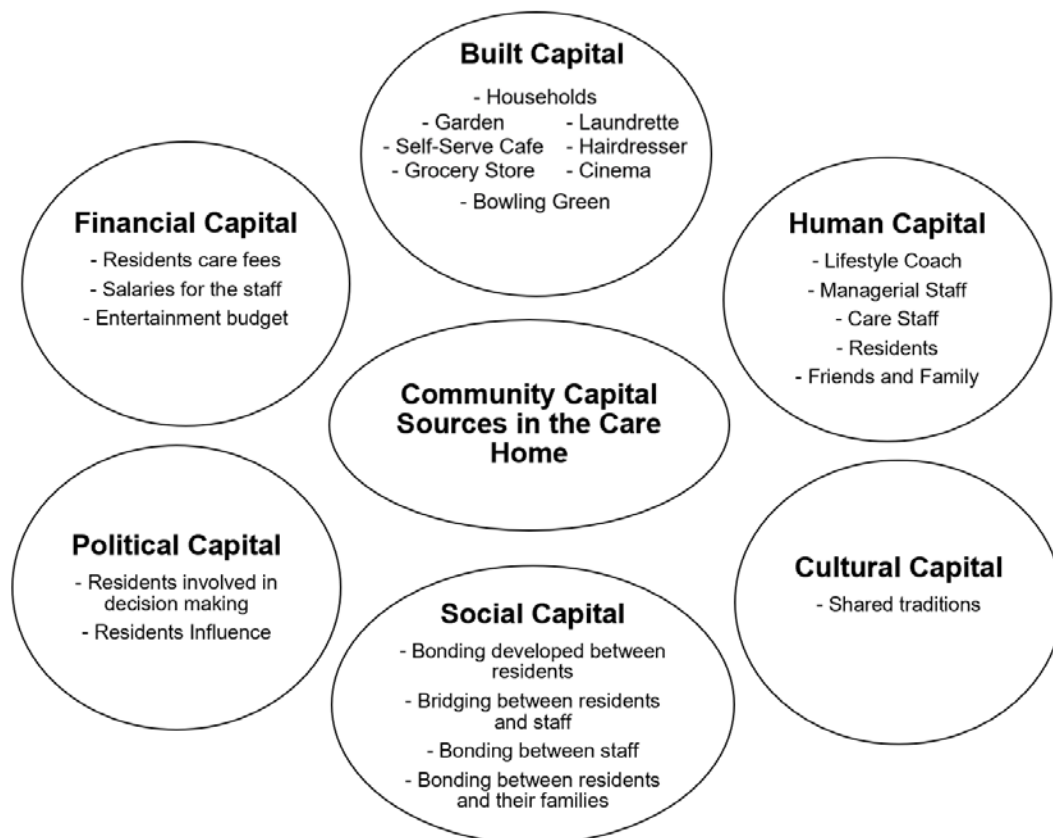 Built Capital
- Households
- Garden - Laundrette
- Self-Serve Cafe - Hairdresser
- Grocery Store - Cinema
- Bowling Green
Financial Capital
- Residents care fees
- Salaries for the staff
- Entertainment budget
Human Capital
- Lifestyle Coach
- Managerial Staff
- Care Staff
- Residents
- Friends and Family
Community Capital
Sources in the Care
Home
Political Capital
- Residents involved in
decision making
- Residents Influence
Social Capital
- Bonding developed between
residents
- Bridging between residents
and staff
- Bonding between staff
- Bonding between residents
and their families
Cultural Capital
- Shared traditions